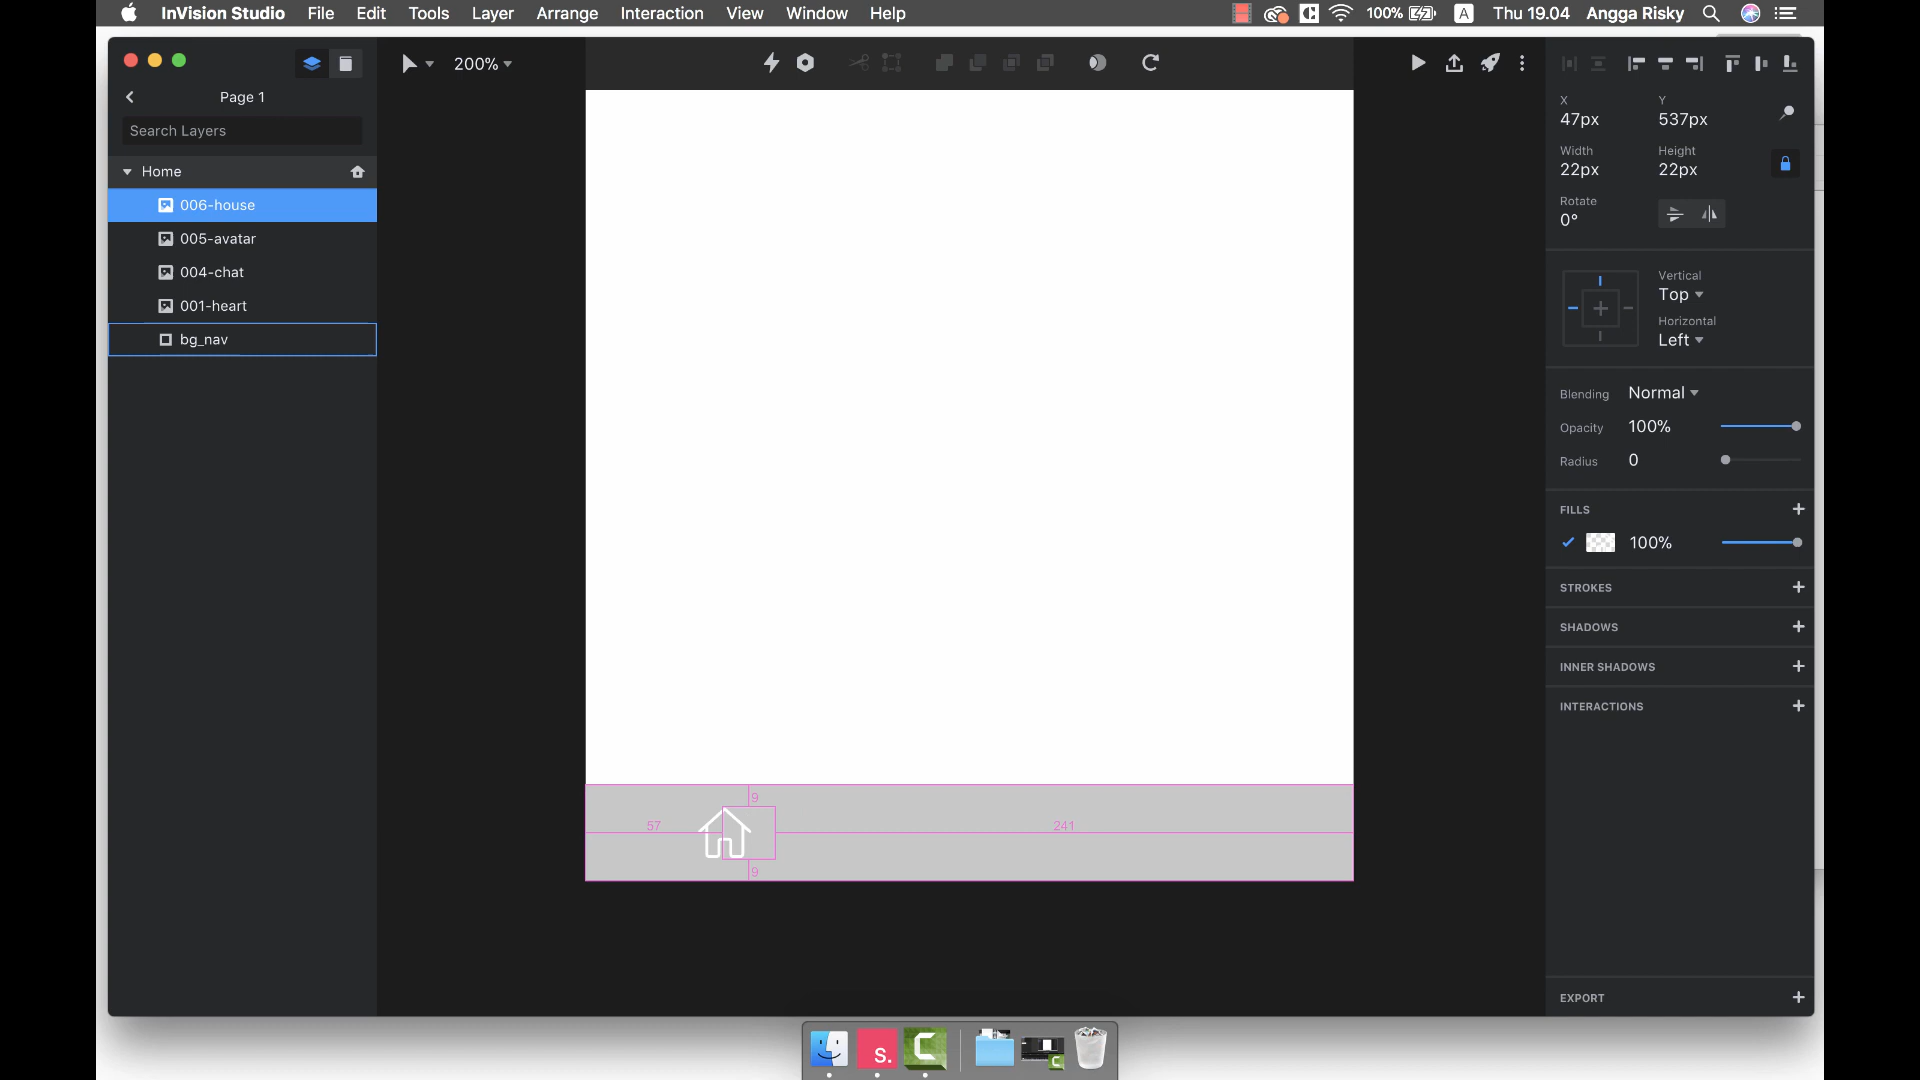 InVision Studio File Edit Tools Layer Arrange Interaction View Window Help 100% A Thu 19.04 Angga Risky
200%
Page 1
Search Layers
Home
006-house
005-avatar
004-chat
001-heart
bg_nav
9
57
241
9
X Y
47px 537px
Width Height
22px 22px
Rotate
0°
Vertical
Top
Horizontal
Left
Blending Normal
Opacity 100%
Radius 0
FILLS
100%
STROKES
SHADOWS
INNER SHADOWS
INTERACTIONS
EXPORT
s.